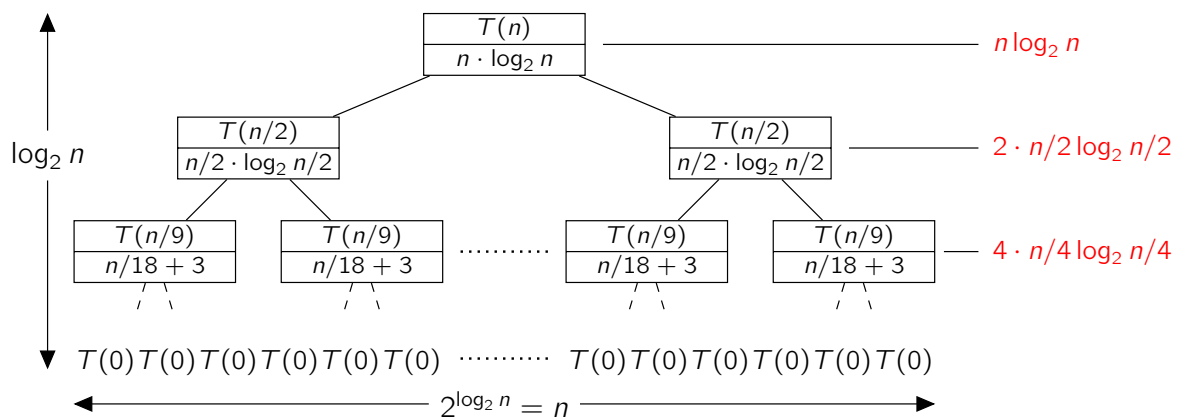 T(n)
n · log₂ n
n log₂ n
T(n/2) T(n/2)
n/2 · log₂ n/2 n/2 · log₂ n/2
2 · n/2 log₂ n/2
log₂ n
T(n/9) T(n/9) ·········· T(n/9) T(n/9)
n/18 + 3 n/18 + 3 n/18 + 3 n/18 + 3
4 · n/4 log₂ n/4
T(0) T(0) T(0) T(0) T(0) T(0) ·········· T(0) T(0) T(0) T(0) T(0) T(0)
2^{log₂ n} = n